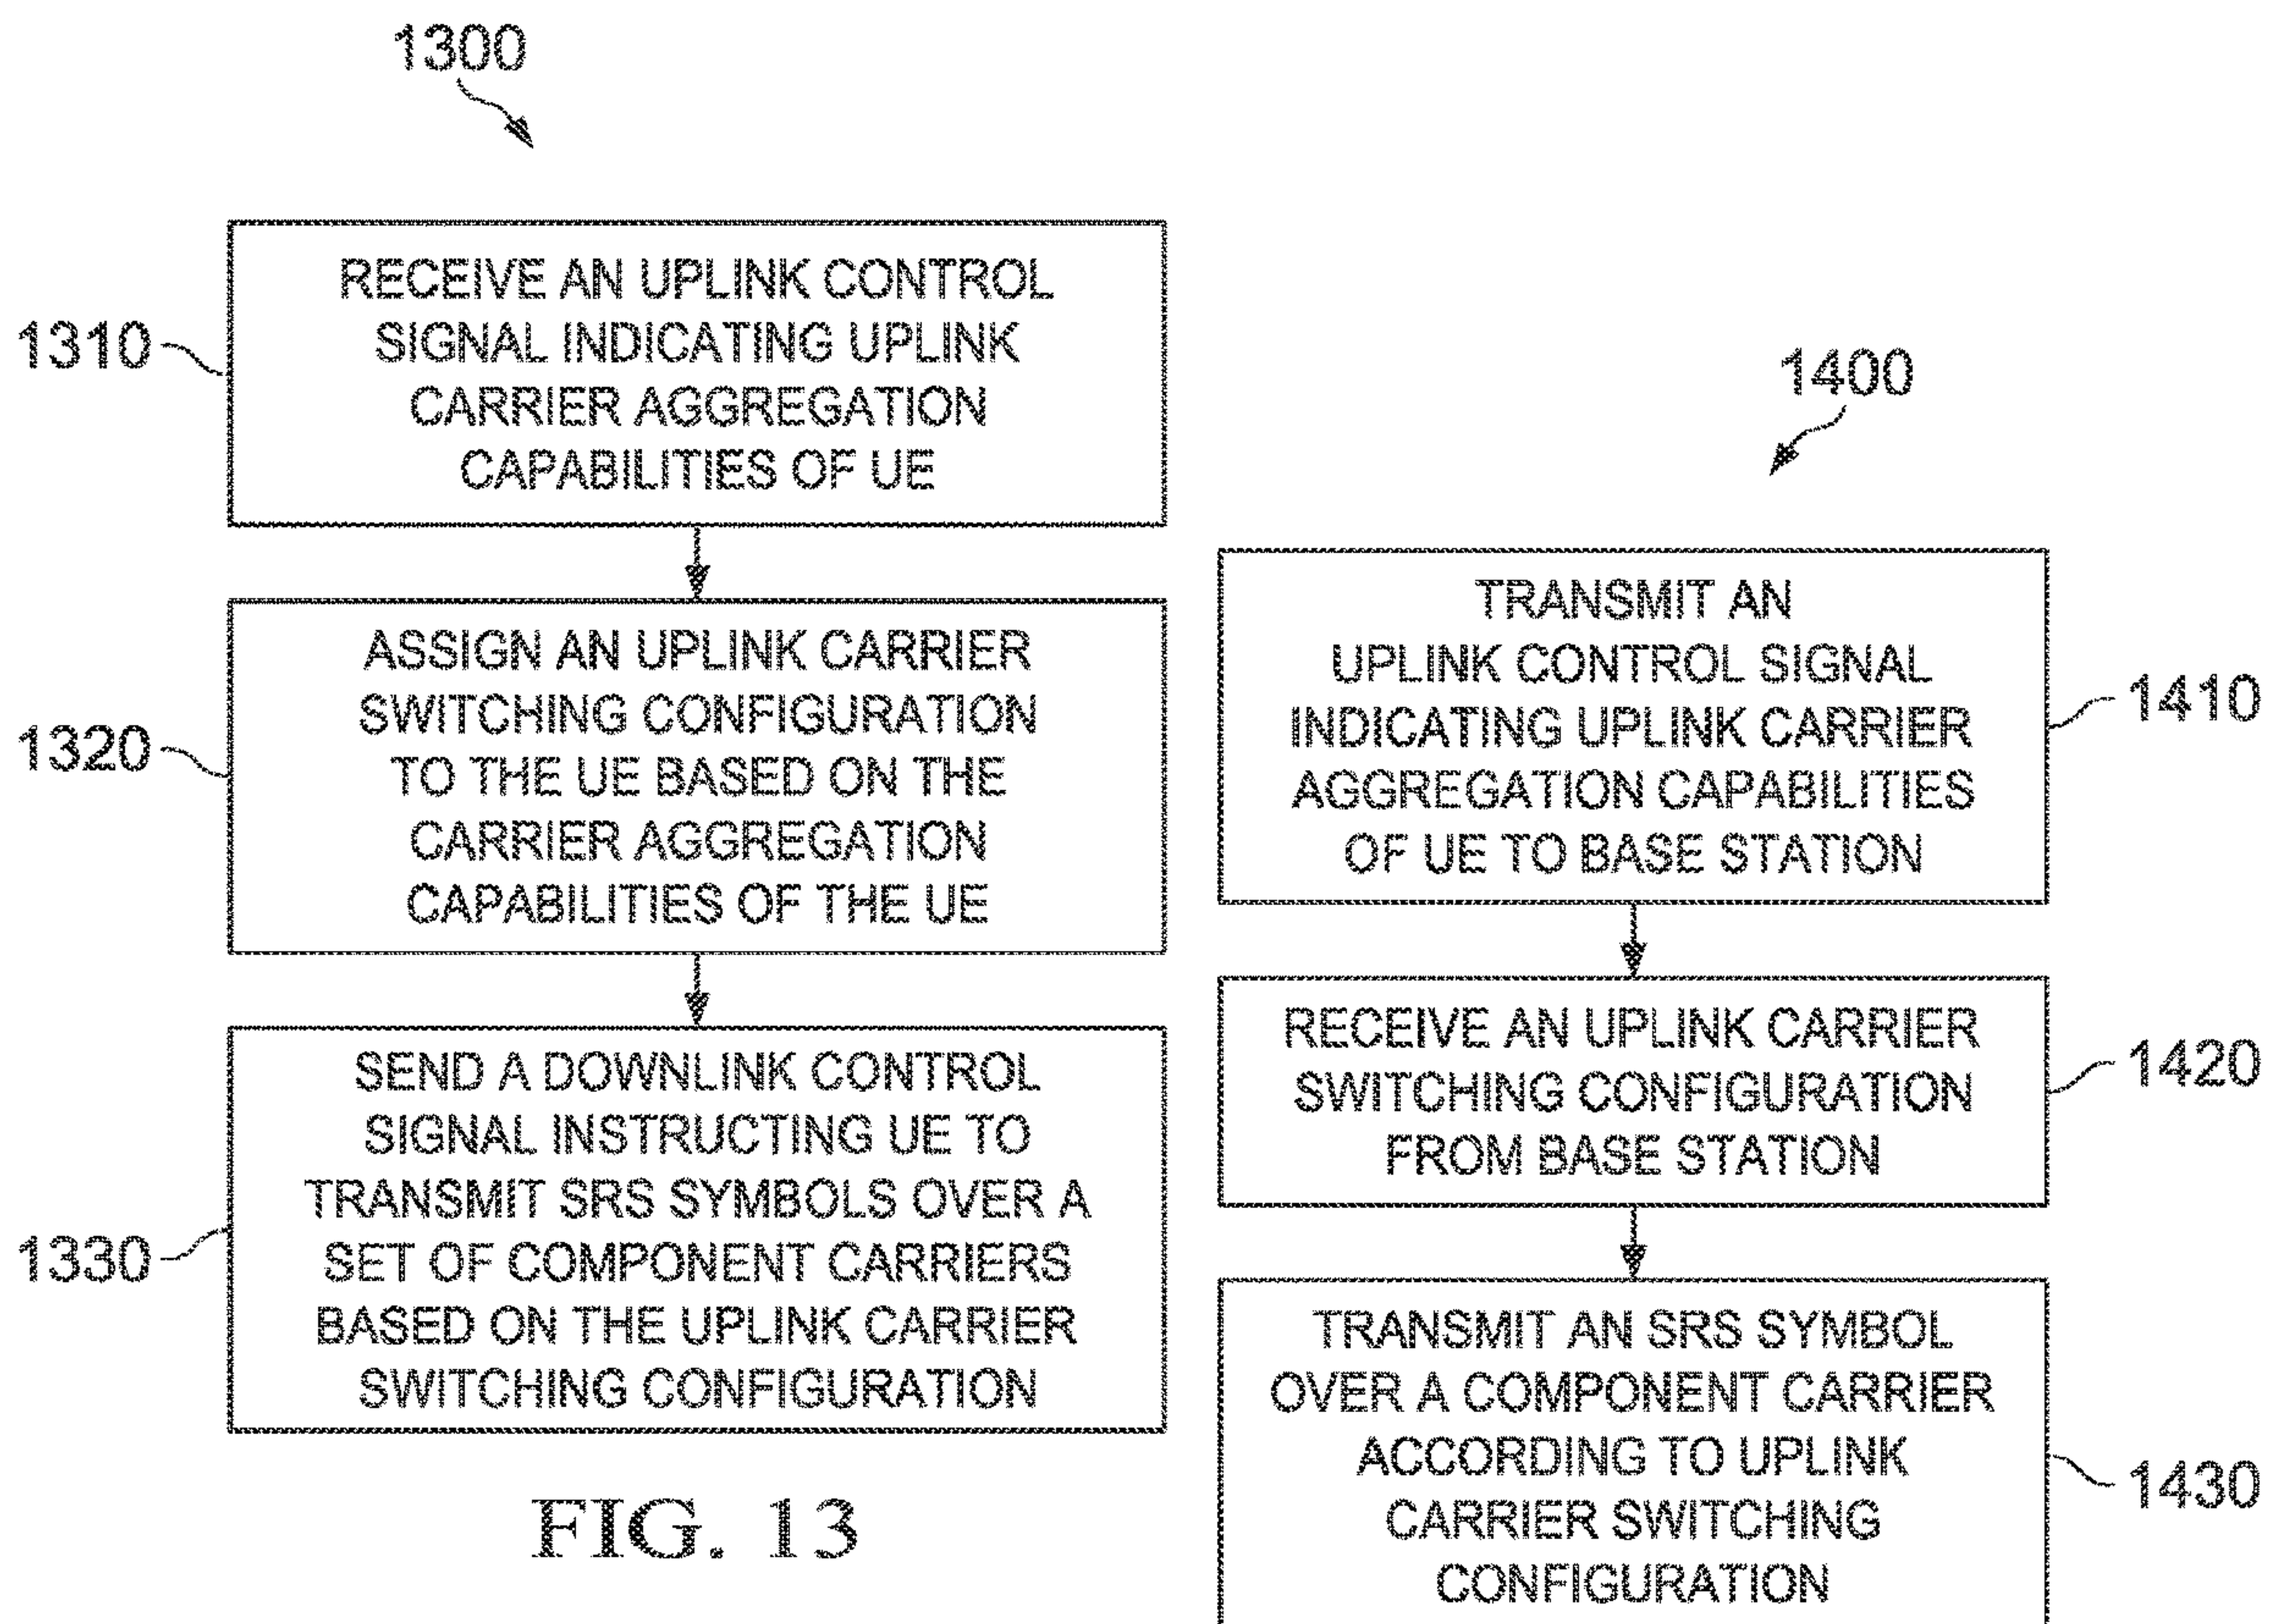 1300
1310
RECEIVE AN UPLINK CONTROL
SIGNAL INDICATING UPLINK
CARRIER AGGREGATION
CAPABILITIES OF UE
1320
ASSIGN AN UPLINK CARRIER
SWITCHING CONFIGURATION
TO THE UE BASED ON THE
CARRIER AGGREGATION
CAPABILITIES OF THE UE
1330
SEND A DOWNLINK CONTROL
SIGNAL INSTRUCTING UE TO
TRANSMIT SRS SYMBOLS OVER A
SET OF COMPONENT CARRIERS
BASED ON THE UPLINK CARRIER
SWITCHING CONFIGURATION
FIG. 13
1400
TRANSMIT AN
UPLINK CONTROL SIGNAL
INDICATING UPLINK CARRIER
AGGREGATION CAPABILITIES
OF UE TO BASE STATION
1410
RECEIVE AN UPLINK CARRIER
SWITCHING CONFIGURATION
FROM BASE STATION
1420
TRANSMIT AN SRS SYMBOL
OVER A COMPONENT CARRIER
ACCORDING TO UPLINK
CARRIER SWITCHING
CONFIGURATION
1430